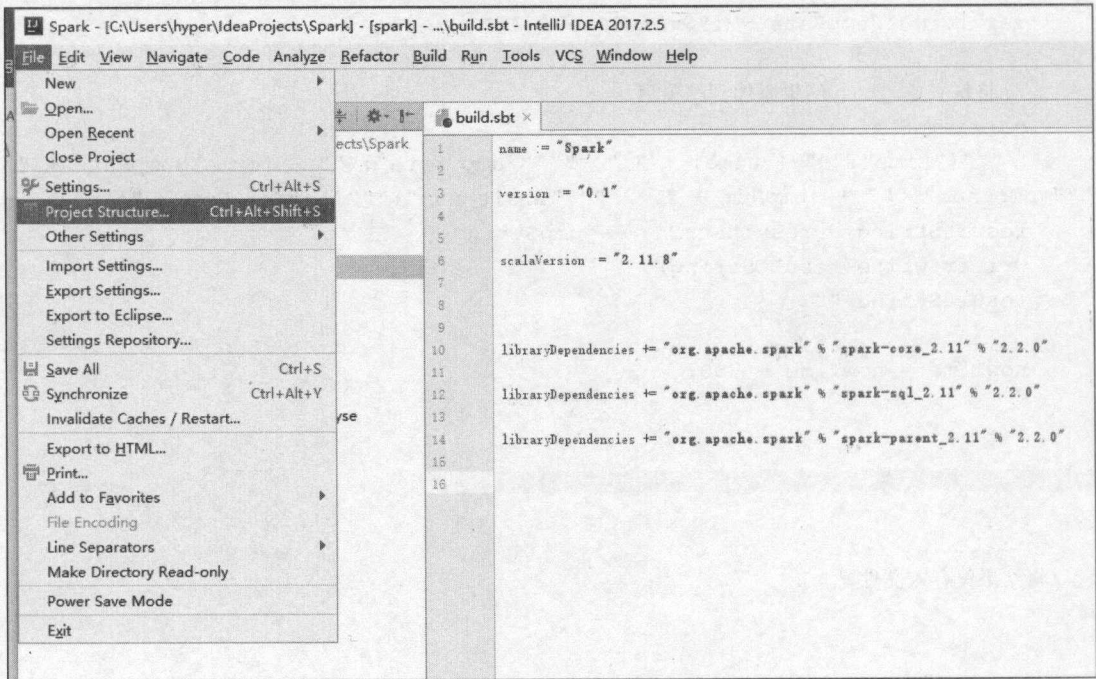 Spark - [C:\Users\hyper\IdeaProjects\Spark] - [spark] - ...\build.sbt - IntelliJ IDEA 2017.2.5
File Edit View Navigate Code Analyze Refactor Build Run Tools VCS Window Help
New
Open...
Open Recent
Close Project
Settings... Ctrl+Alt+S
Project Structure... Ctrl+Alt+Shift+S
Other Settings
Import Settings...
Export Settings...
Export to Eclipse...
Settings Repository...
Save All Ctrl+S
Synchronize Ctrl+Alt+Y
Invalidate Caches / Restart...
Export to HTML...
Print...
Add to Favorites
File Encoding
Line Separators
Make Directory Read-only
Power Save Mode
Exit
ects\Spark
yse
build.sbt
1 name := "Spark"
2
3 version := "0.1"
4
5
6 scalaVersion = "2.11.8"
7
8
9
10 libraryDependencies += "org.apache.spark" % "spark-core_2.11" % "2.2.0"
11
12 libraryDependencies += "org.apache.spark" % "spark-sql_2.11" % "2.2.0"
13
14 libraryDependencies += "org.apache.spark" % "spark-parent_2.11" % "2.2.0"
15
16